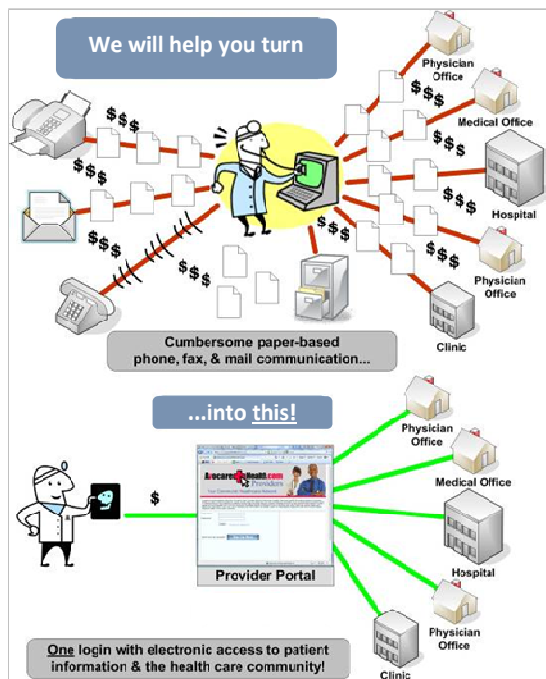 We will help you turn
Physician
Office
$$$
$$$
Medical Office
$$$
$$$
$$$
Hospital
$$$
$$$
$$$
Physician
Office
$$$
$$$
Clinic
Cumbersome paper-based
phone, fax, & mail communication...
...into this!
Physician
Office
Medical Office
$
Providers
Provider Portal
Hospital
Physician
Office
Clinic
One login with electronic access to patient
information & the health care community!